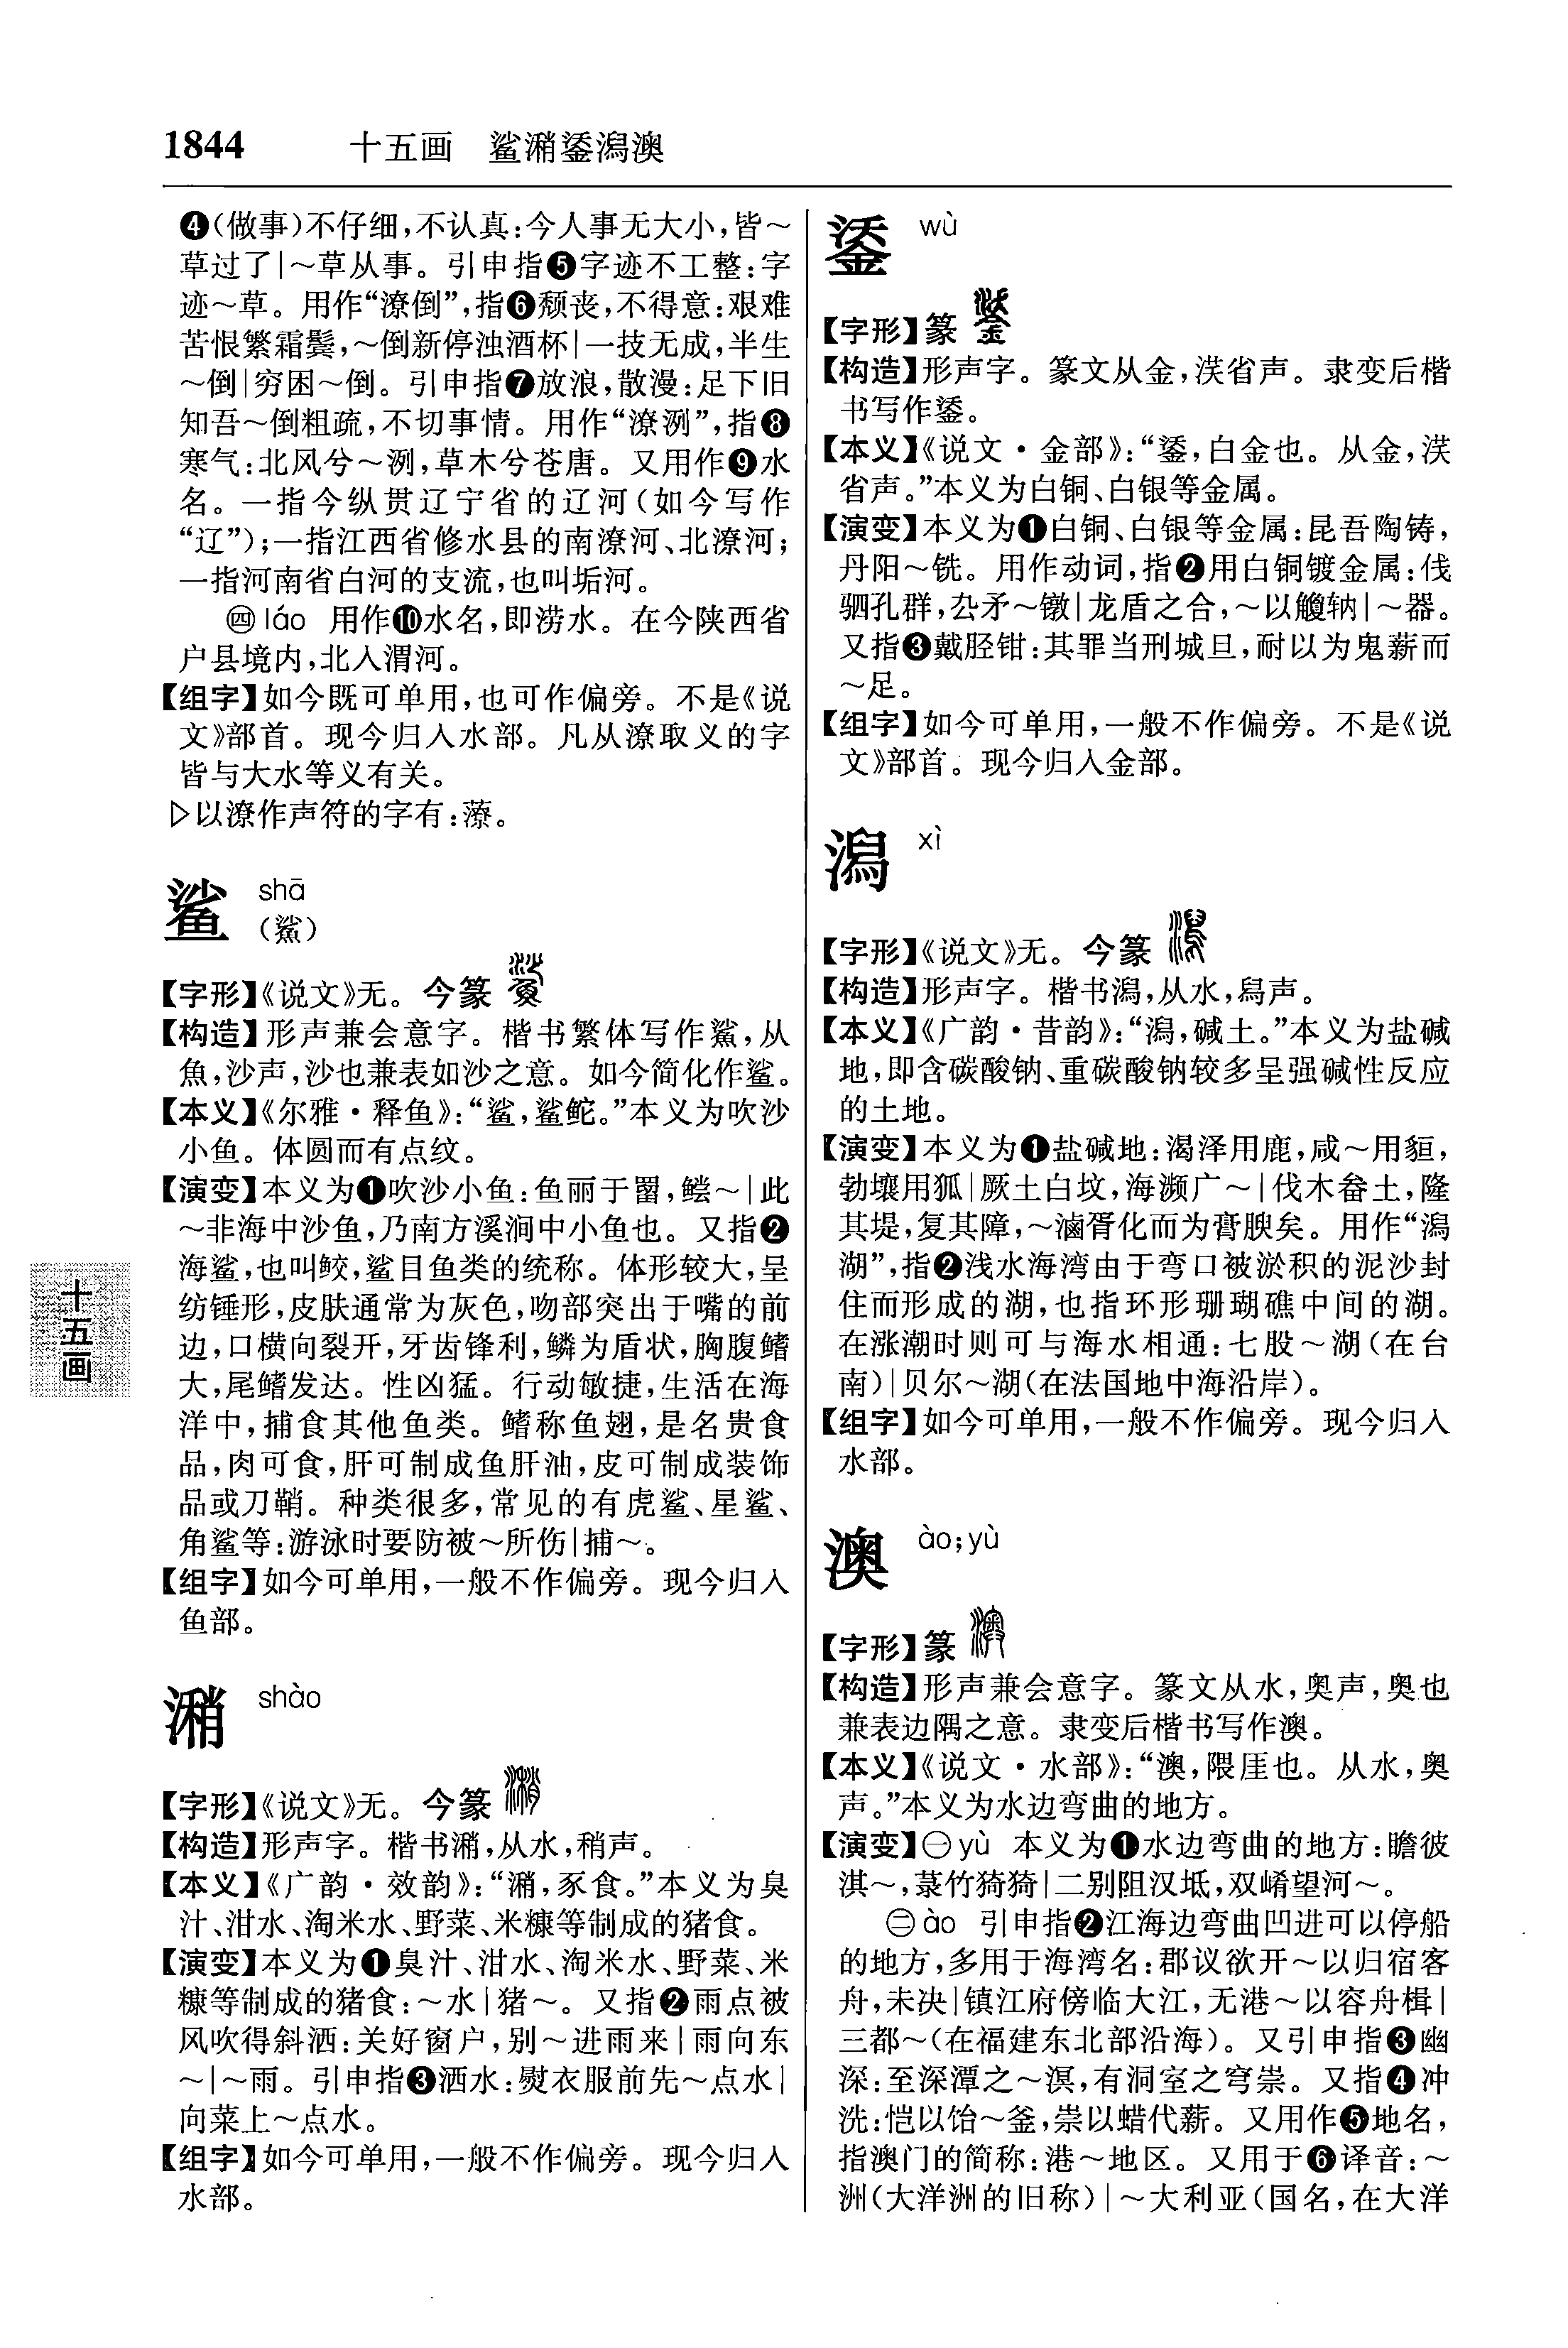 1844 十五画 鲨潲鋈潟澳
❹(做事)不仔细,不认真:今人事无大小,皆～
草过了|～草从事。引申指❺字迹不工整:字
迹～草。用作“潦倒”,指❻颓丧,不得意:艰难
苦恨繁霜鬓,～倒新停浊酒杯|一技无成,半生
～倒|穷困～倒。引申指❼放浪,散漫:足下旧
知吾～倒粗疏,不切事情。用作“潦洌”,指❽
寒气:北风兮～洌,草木兮苍唐。又用作❾水
名。一指今纵贯辽宁省的辽河(如今写作
“辽”);一指江西省修水县的南潦河、北潦河;
一指河南省白河的支流,也叫垢河。
㊃láo 用作❿水名,即涝水。在今陕西省
户县境内,北入渭河。
【组字】如今既可单用,也可作偏旁。不是《说
文》部首。现今归入水部。凡从潦取义的字
皆与大水等义有关。
▷以潦作声符的字有:薸。
鲨 shā
(鯊)
【字形】《说文》无。今篆
【构造】形声兼会意字。楷书繁体写作鯊,从
魚,沙声,沙也兼表如沙之意。如今简化作鲨。
【本义】《尔雅·释鱼》:“鲨,鲨鮀。”本义为吹沙
小鱼。体圆而有点纹。
【演变】本义为❶吹沙小鱼:鱼丽于罶,鲿～|此
～非海中沙鱼,乃南方溪涧中小鱼也。又指❷
海鲨,也叫鲛,鲨目鱼类的统称。体形较大,呈
纺锤形,皮肤通常为灰色,吻部突出于嘴的前
边,口横向裂开,牙齿锋利,鳞为盾状,胸腹鳍
大,尾鳍发达。性凶猛。行动敏捷,生活在海
洋中,捕食其他鱼类。鳍称鱼翅,是名贵食
品,肉可食,肝可制成鱼肝油,皮可制成装饰
品或刀鞘。种类很多,常见的有虎鲨、星鲨、
角鲨等:游泳时要防被～所伤|捕～。
【组字】如今可单用,一般不作偏旁。现今归入
鱼部。
潲 shào
【字形】《说文》无。今篆
【构造】形声字。楷书潲,从水,稍声。
【本义】《广韵·效韵》:“潲,豕食。”本义为臭
汁、泔水、淘米水、野菜、米糠等制成的猪食。
【演变】本义为❶臭汁、泔水、淘米水、野菜、米
糠等制成的猪食:～水|猪～。又指❷雨点被
风吹得斜洒:关好窗户,别～进雨来|雨向东
～|～雨。引申指❸洒水:熨衣服前先～点水|
向菜上～点水。
【组字】如今可单用,一般不作偏旁。现今归入
水部。
十五画
鋈 wù
【字形】篆
【构造】形声字。篆文从金,渶省声。隶变后楷
书写作鋈。
【本义】《说文·金部》:“鋈,白金也。从金,渶
省声。”本义为白铜、白银等金属。
【演变】本义为❶白铜、白银等金属:昆吾陶铸,
丹阳～铣。用作动词,指❷用白铜镀金属:伐
驷孔群,厹矛～镦|龙盾之合,～以觼軜|～器。
又指❸戴胫钳:其罪当刑城旦,耐以为鬼薪而
～足。
【组字】如今可单用,一般不作偏旁。不是《说
文》部首。现今归入金部。
潟 xì
【字形】《说文》无。今篆
【构造】形声字。楷书潟,从水,舄声。
【本义】《广韵·昔韵》:“潟,碱土。”本义为盐碱
地,即含碳酸钠、重碳酸钠较多呈强碱性反应
的土地。
【演变】本义为❶盐碱地:渴泽用鹿,咸～用貆,
勃壤用狐|厥土白坟,海濒广～|伐木畚土,隆
其堤,复其障,～滷胥化而为膏腴矣。用作“潟
湖”,指❷浅水海湾由于弯口被淤积的泥沙封
住而形成的湖,也指环形珊瑚礁中间的湖。
在涨潮时则可与海水相通:七股～湖(在台
南)|贝尔～湖(在法国地中海沿岸)。
【组字】如今可单用,一般不作偏旁。现今归入
水部。
澳 ào;yù
【字形】篆
【构造】形声兼会意字。篆文从水,奥声,奥也
兼表边隅之意。隶变后楷书写作澳。
【本义】《说文·水部》:“澳,隈厓也。从水,奥
声。”本义为水边弯曲的地方。
【演变】㊀yù 本义为❶水边弯曲的地方:瞻彼
淇～,菉竹猗猗|二别阻汉坻,双崤望河～。
㊁ào 引申指❷江海边弯曲凹进可以停船
的地方,多用于海湾名:郡议欲开～以归宿客
舟,未决|镇江府傍临大江,无港～以容舟楫|
三都～(在福建东北部沿海)。又引申指❸幽
深:至深潭之～溟,有洞室之穹崇。又指❹冲
洗:恺以饴～釜,崇以蜡代薪。又用作❺地名,
指澳门的简称:港～地区。又用于❻译音:～
洲(大洋洲的旧称)|～大利亚(国名,在大洋